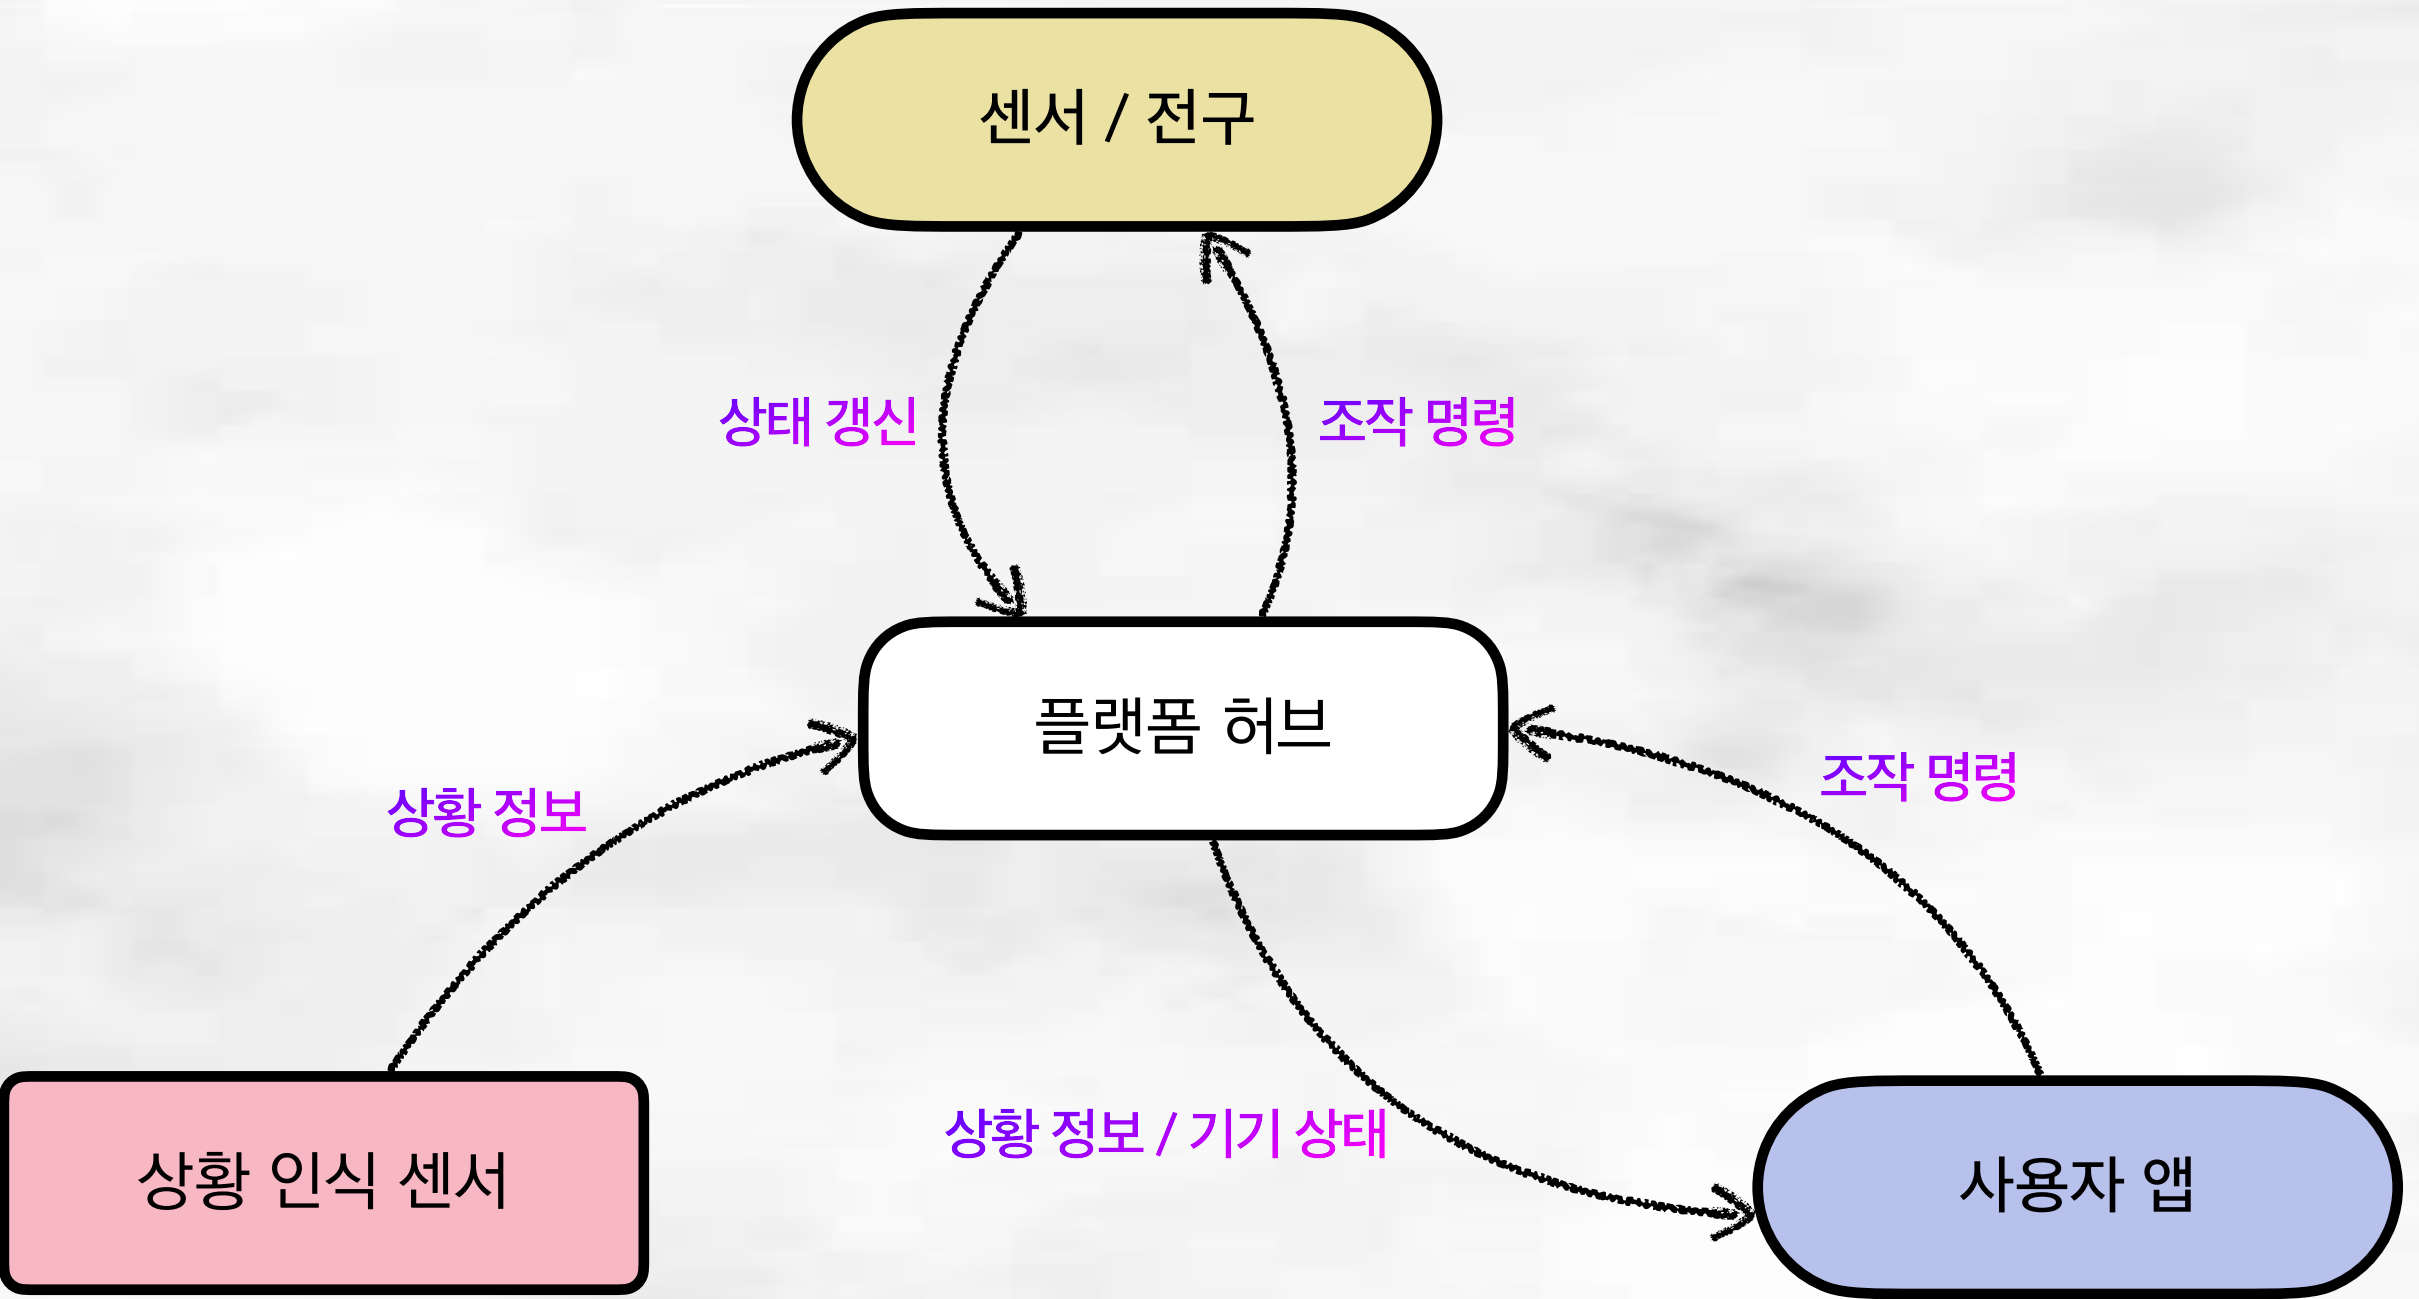 센서 / 전구
상태 갱신
조작 명령
플랫폼 허브
조작 명령
상황 정보
상황 정보 / 기기 상태
상황 인식 센서
사용자 앱